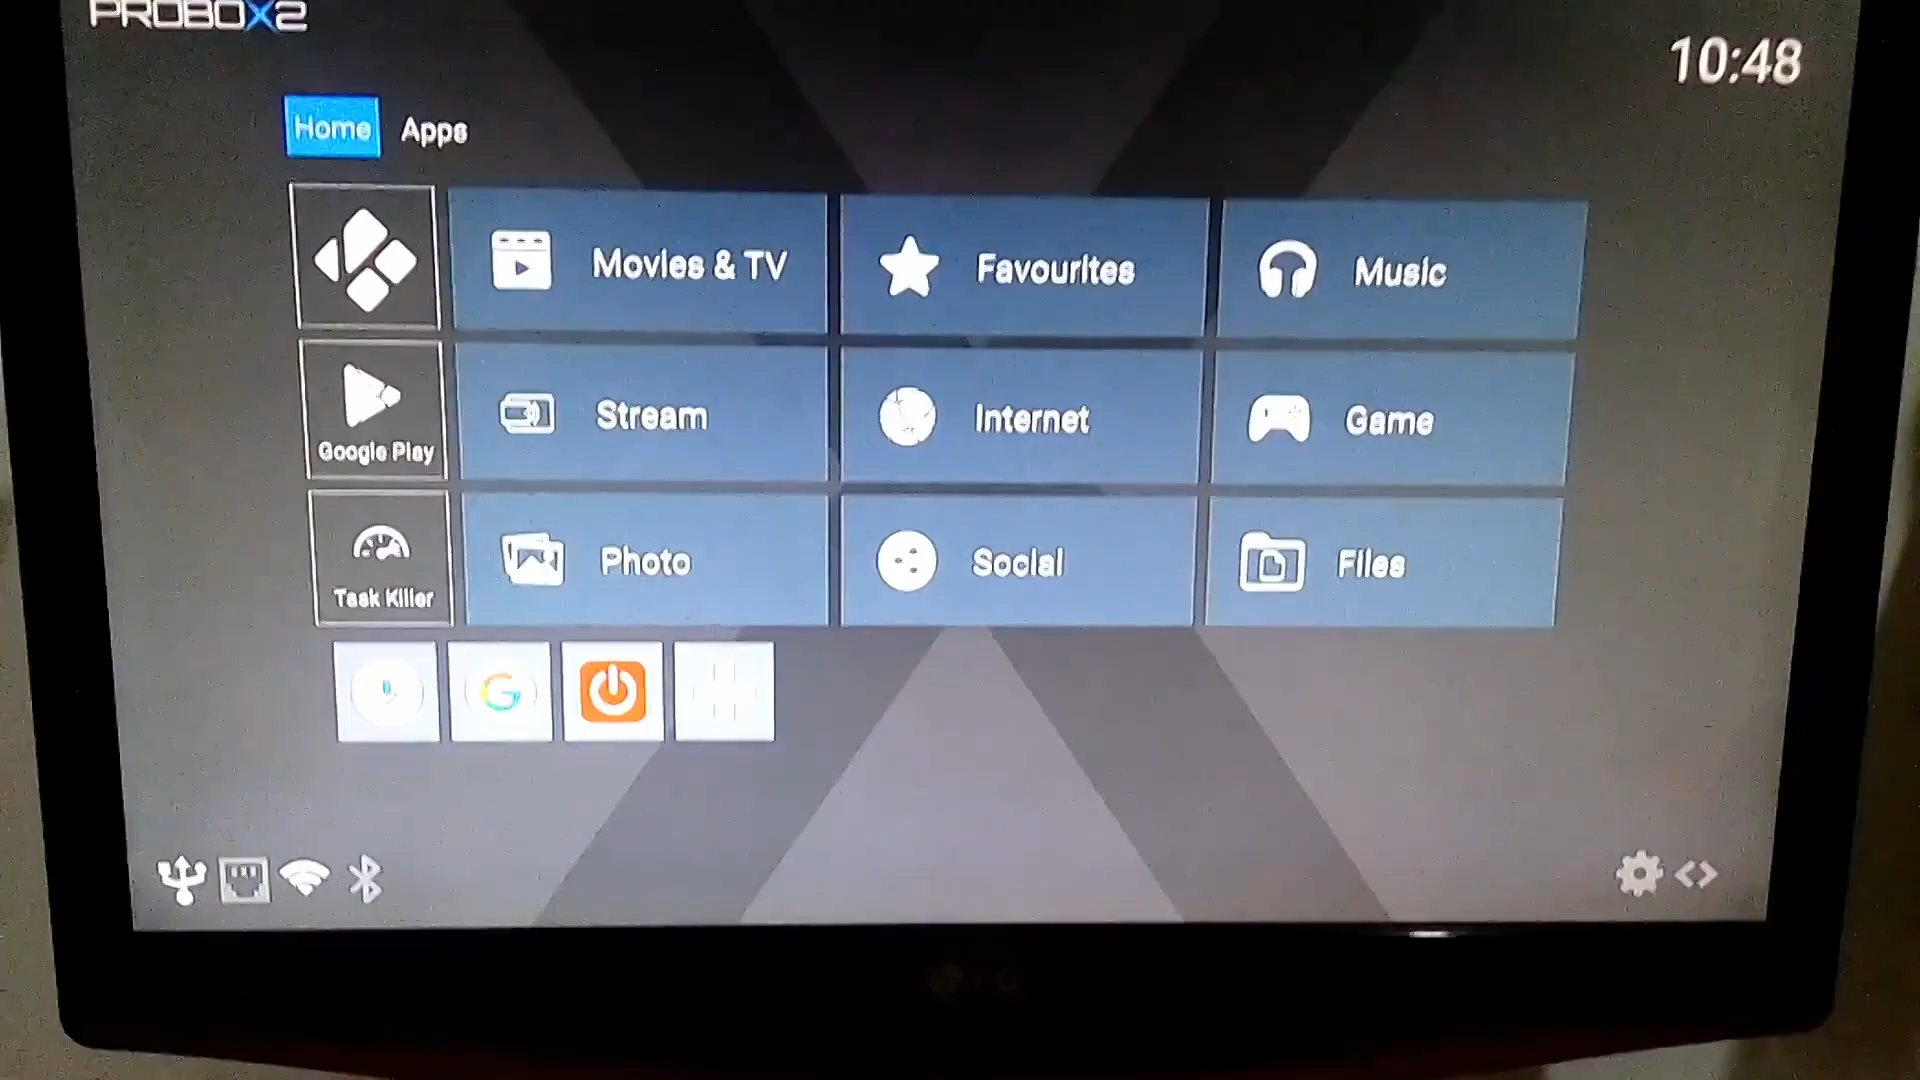 PROBOX2
10:48
Home Apps
Movies & TV
Favourites
Music
Google Play
Stream
Internet
Game
Task Killer
Photo
Social
Files
G
LG